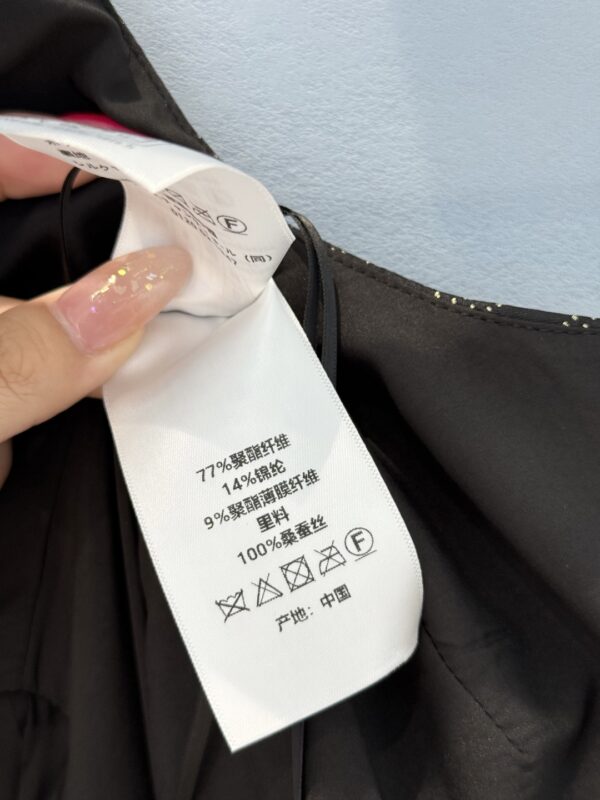 77%聚酯纤维
14%锦纶
9%聚酯薄膜纤维
里料
100%桑蚕丝
F
产地：中国
F